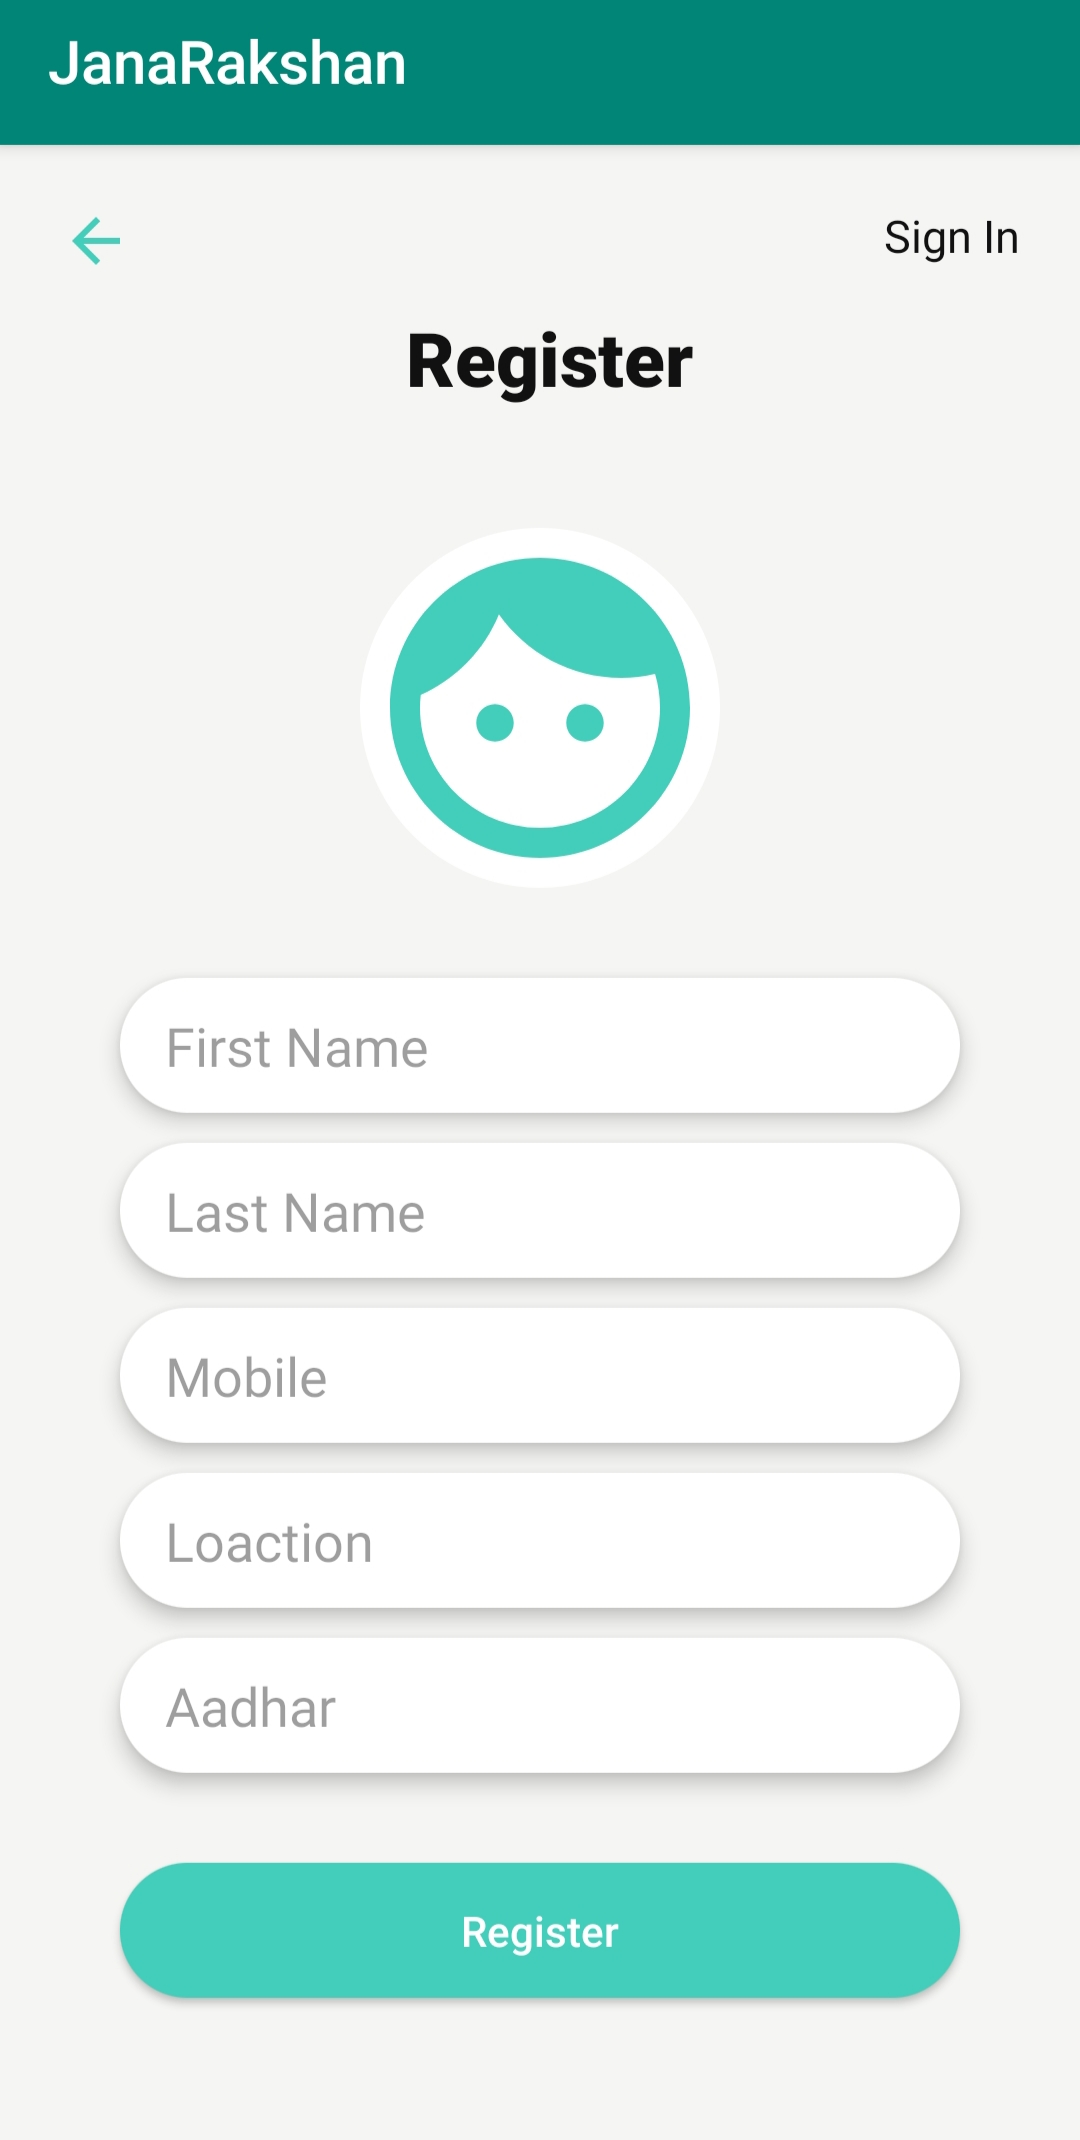 JanaRakshan
Sign In
Register
First Name
Last Name
Mobile
Loaction
Aadhar
Register